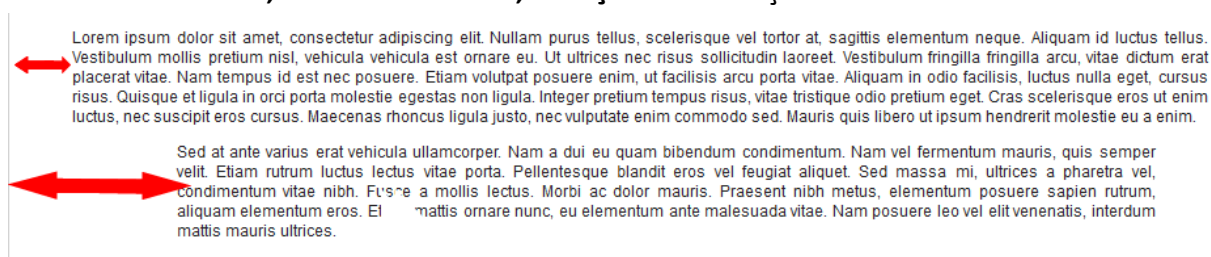 Lorem ipsum dolor sit amet, consectetur adipiscing elit. Nullam purus tellus, scelerisque vel tortor at, sagittis elementum neque. Aliquam id luctus tellus.
Vestibulum mollis pretium nisl, vehicula vehicula est ornare eu. Ut ultrices nec risus sollicitudin laoreet. Vestibulum fringilla fringilla arcu, vitae dictum erat
placerat vitae. Nam tempus id est nec posuere. Etiam volutpat posuere enim, ut facilisis arcu porta vitae. Aliquam in odio facilisis, luctus nulla eget, cursus
risus. Quisque et ligula in orci porta molestie egestas non ligula. Integer pretium tempus risus, vitae tristique odio pretium eget. Cras scelerisque eros ut enim
luctus, nec suscipit eros cursus. Maecenas rhoncus ligula justo, nec vulputate enim commodo sed. Mauris quis libero ut ipsum hendrerit molestie eu a enim.
Sed at ante varius erat vehicula ullamcorper. Nam a dui eu quam bibendum condimentum. Nam vel fermentum mauris, quis semper
velit. Etiam rutrum luctus lectus vitae porta. Pellentesque blandit eros vel feugiat aliquet. Sed massa mi, ultrices a pharetra vel,
condimentum vitae nibh. Fusce a mollis lectus. Morbi ac dolor mauris. Praesent nibh metus, elementum posuere sapien rutrum,
aliquam elementum eros. mattis ornare nunc, eu elementum ante malesuada vitae. Nam posuere leo vel elit venenatis, interdum
mattis mauris ultrices.